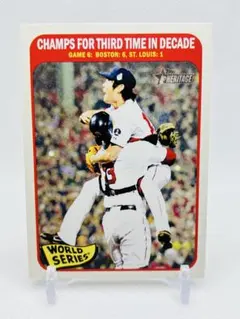 CHAMPS FOR THIRD TIME IN DECADE
GAME 6: BOSTON: 6, ST. LOUIS: 1
HERITAGE
WORLD
SERIES